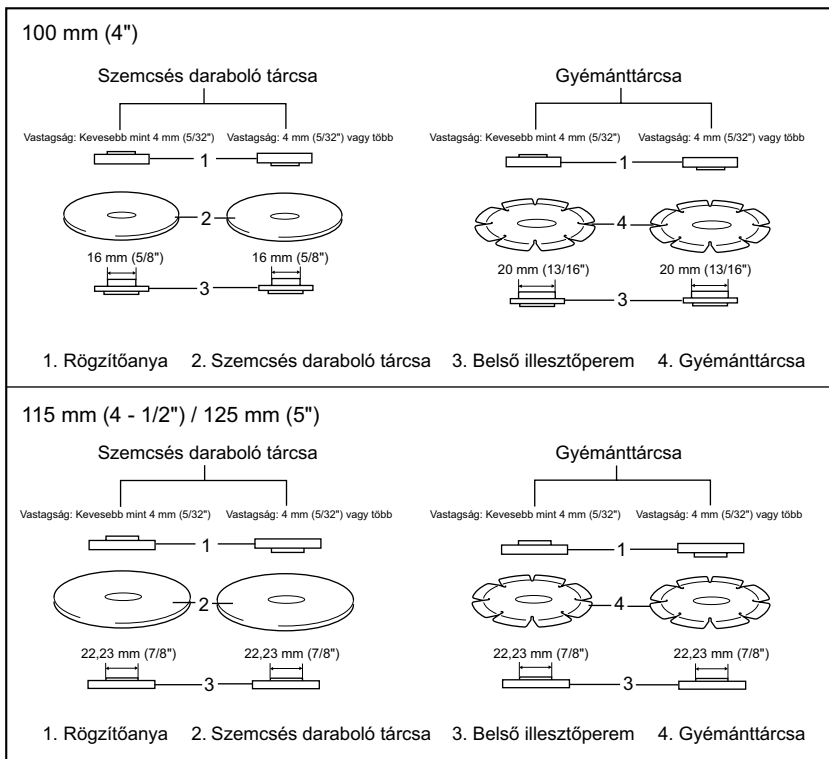 100 mm (4")
Szemcsés daraboló tárcsa
Gyémánttárcsa
Vastagság: Kevesebb mint 4 mm (5/32")
Vastagság: 4 mm (5/32") vagy több
Vastagság: Kevesebb mint 4 mm (5/32")
Vastagság: 4 mm (5/32") vagy több
1
1
2
4
16 mm (5/8")
16 mm (5/8")
20 mm (13/16")
20 mm (13/16")
3
3
1. Rögzítőanya 2. Szemcsés daraboló tárcsa 3. Belső illesztőperem 4. Gyémánttárcsa
115 mm (4 - 1/2") / 125 mm (5")
Szemcsés daraboló tárcsa
Gyémánttárcsa
Vastagság: Kevesebb mint 4 mm (5/32")
Vastagság: 4 mm (5/32") vagy több
Vastagság: Kevesebb mint 4 mm (5/32")
Vastagság: 4 mm (5/32") vagy több
1
1
2
4
22,23 mm (7/8")
22,23 mm (7/8")
22,23 mm (7/8")
22,23 mm (7/8")
3
3
1. Rögzítőanya 2. Szemcsés daraboló tárcsa 3. Belső illesztőperem 4. Gyémánttárcsa